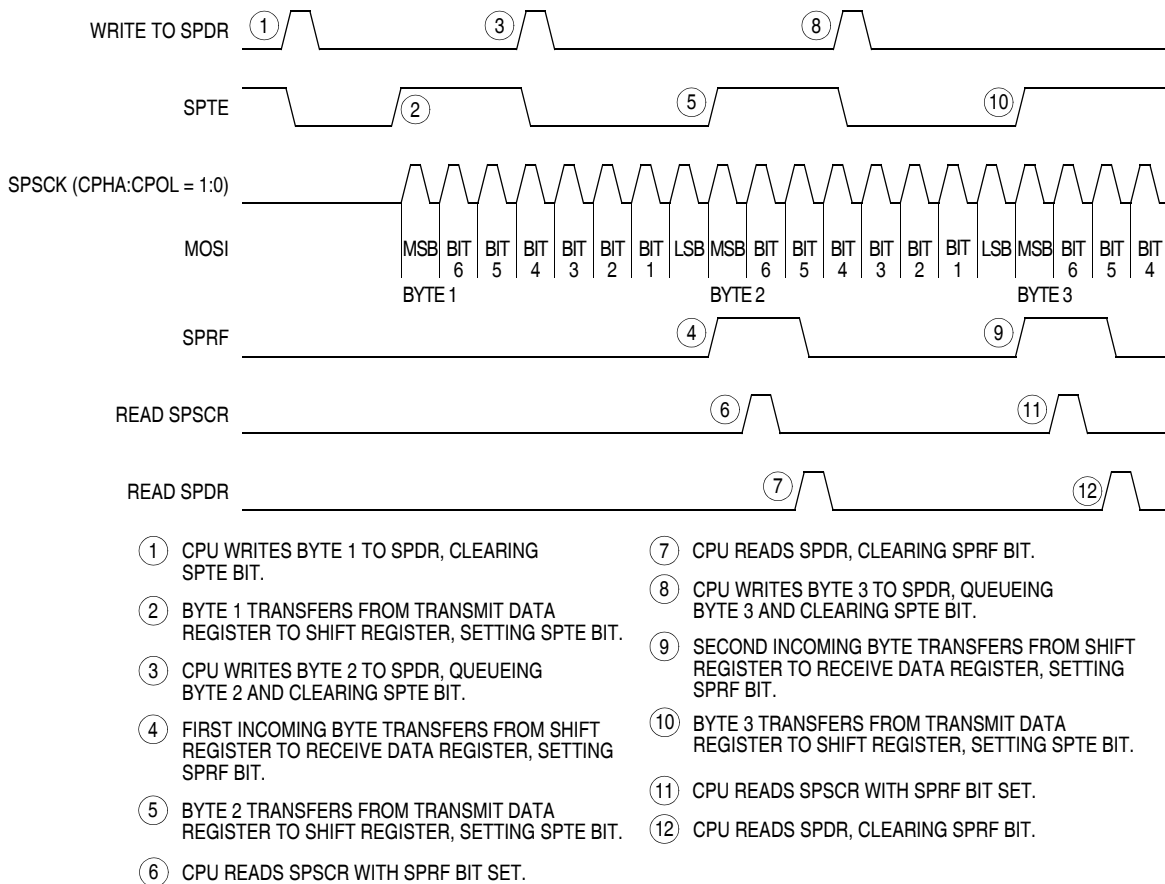 WRITE TO SPDR 1 3 8
SPTE 2 5 10
SPSCK (CPHA:CPOL = 1:0)
MOSI MSB BIT 6 BIT 5 BIT 4 BIT 3 BIT 2 BIT 1 LSB MSB BIT 6 BIT 5 BIT 4 BIT 3 BIT 2 BIT 1 LSB MSB BIT 6 BIT 5 BIT 4
BYTE 1 BYTE 2 BYTE 3
SPRF 4 9
READ SPSCR 6 11
READ SPDR 7 12
1 CPU WRITES BYTE 1 TO SPDR, CLEARING
SPTE BIT.
2 BYTE 1 TRANSFERS FROM TRANSMIT DATA
REGISTER TO SHIFT REGISTER, SETTING SPTE BIT.
3 CPU WRITES BYTE 2 TO SPDR, QUEUEING
BYTE 2 AND CLEARING SPTE BIT.
4 FIRST INCOMING BYTE TRANSFERS FROM SHIFT
REGISTER TO RECEIVE DATA REGISTER, SETTING
SPRF BIT.
5 BYTE 2 TRANSFERS FROM TRANSMIT DATA
REGISTER TO SHIFT REGISTER, SETTING SPTE BIT.
6 CPU READS SPSCR WITH SPRF BIT SET.
7 CPU READS SPDR, CLEARING SPRF BIT.
8 CPU WRITES BYTE 3 TO SPDR, QUEUEING
BYTE 3 AND CLEARING SPTE BIT.
9 SECOND INCOMING BYTE TRANSFERS FROM SHIFT
REGISTER TO RECEIVE DATA REGISTER, SETTING
SPRF BIT.
10 BYTE 3 TRANSFERS FROM TRANSMIT DATA
REGISTER TO SHIFT REGISTER, SETTING SPTE BIT.
11 CPU READS SPSCR WITH SPRF BIT SET.
12 CPU READS SPDR, CLEARING SPRF BIT.